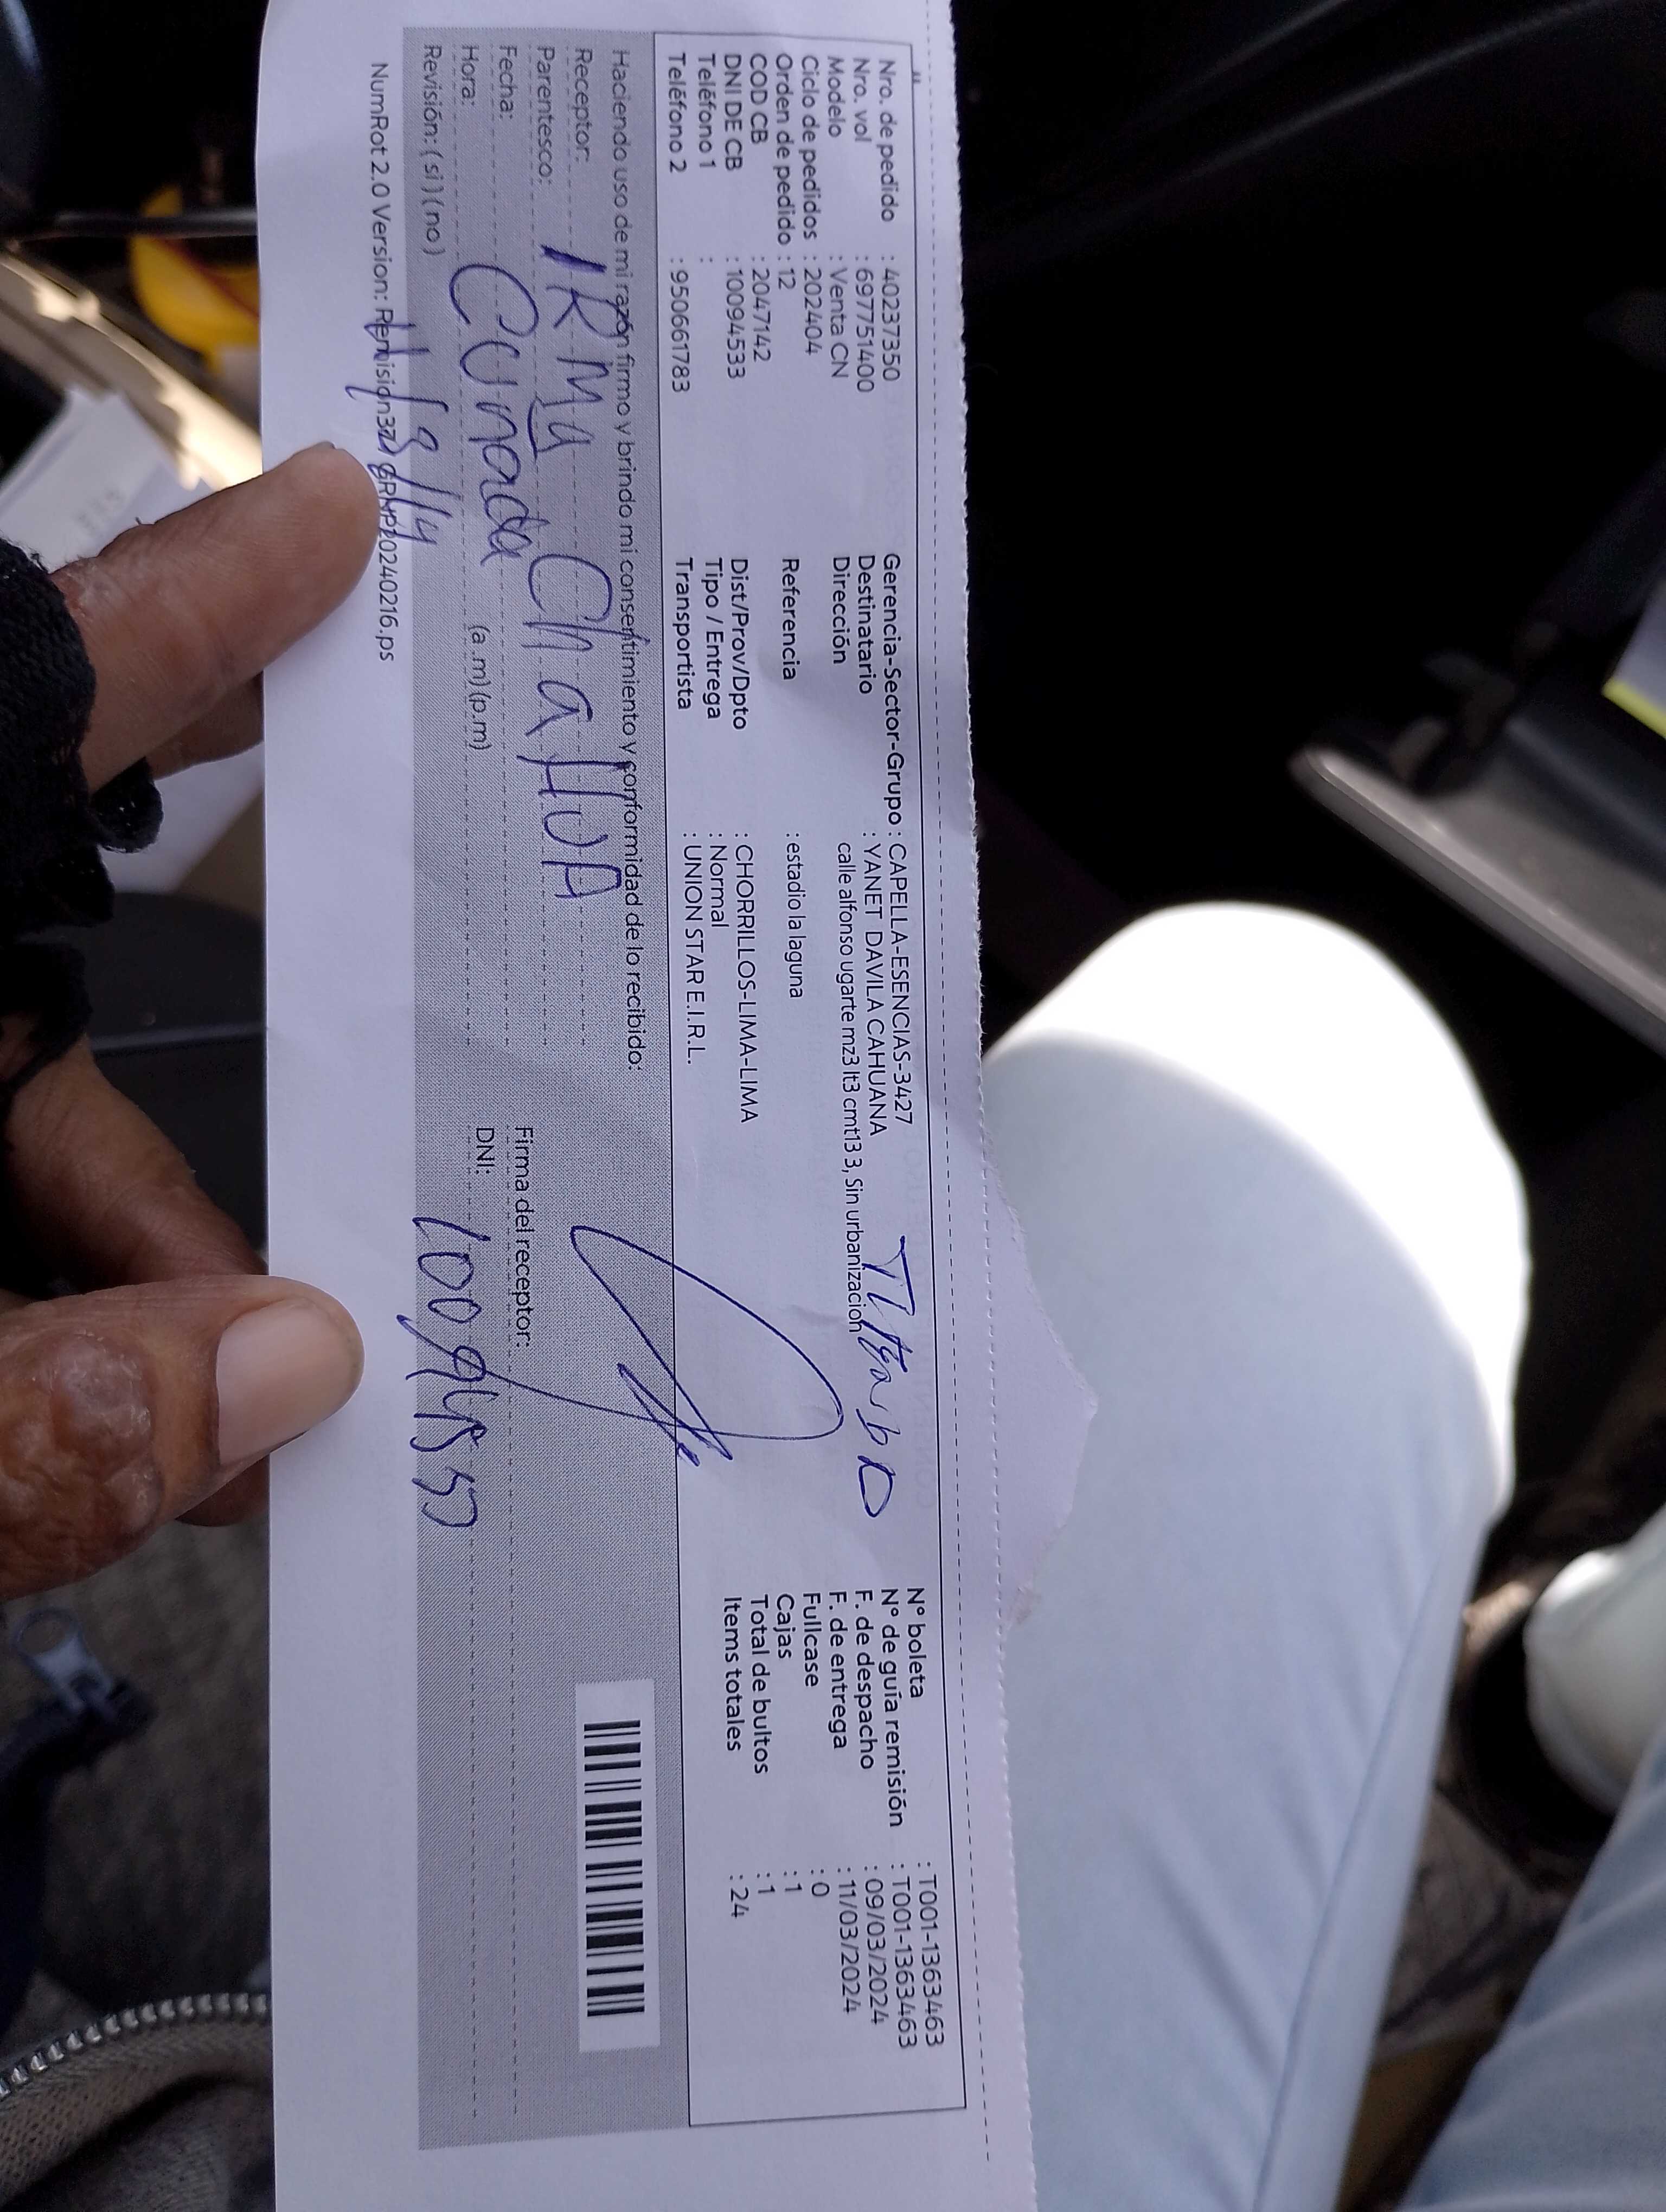 Nro. de pedido : 40237350
Nro. vol : 697751400
Modelo : Venta CN
Ciclo de pedidos : 202404
Orden de pedido : 12
COD CB : 2047142
DNI DE CB : 10094533
Teléfono 1 :
Teléfono 2 : 950661783
Gerencia-Sector-Grupo : CAPELLA-ESENCIAS-3427
Destinatario : YANET DAVILA CAHUANA
Dirección calle alfonso ugarte mz3 lt3 cmt13 3, Sin urbanizacion
Referencia : estadio la laguna
Dist/Prov/Dpto : CHORRILLOS-LIMA-LIMA
Tipo / Entrega : Normal
Transportista : UNION STAR E.I.R.L.
N° boleta : T001-1363463
N° de guía remisión : T001-1363463
F. de despacho : 09/03/2024
F. de entrega : 11/03/2024
Fullcase : 0
Cajas : 1
Total de bultos : 1
Items totales : 24
Haciendo uso de mi razón firmo y brindo mi consentimiento y conformidad de lo recibido:
Receptor: IRMA
Parentesco: Cuñada
Fecha:
Hora: (a.m) (p.m)
Revisión: ( si ) ( no )
Firma del receptor:
DNI:
NumRot 2.0 Version: GRNP20240216.ps